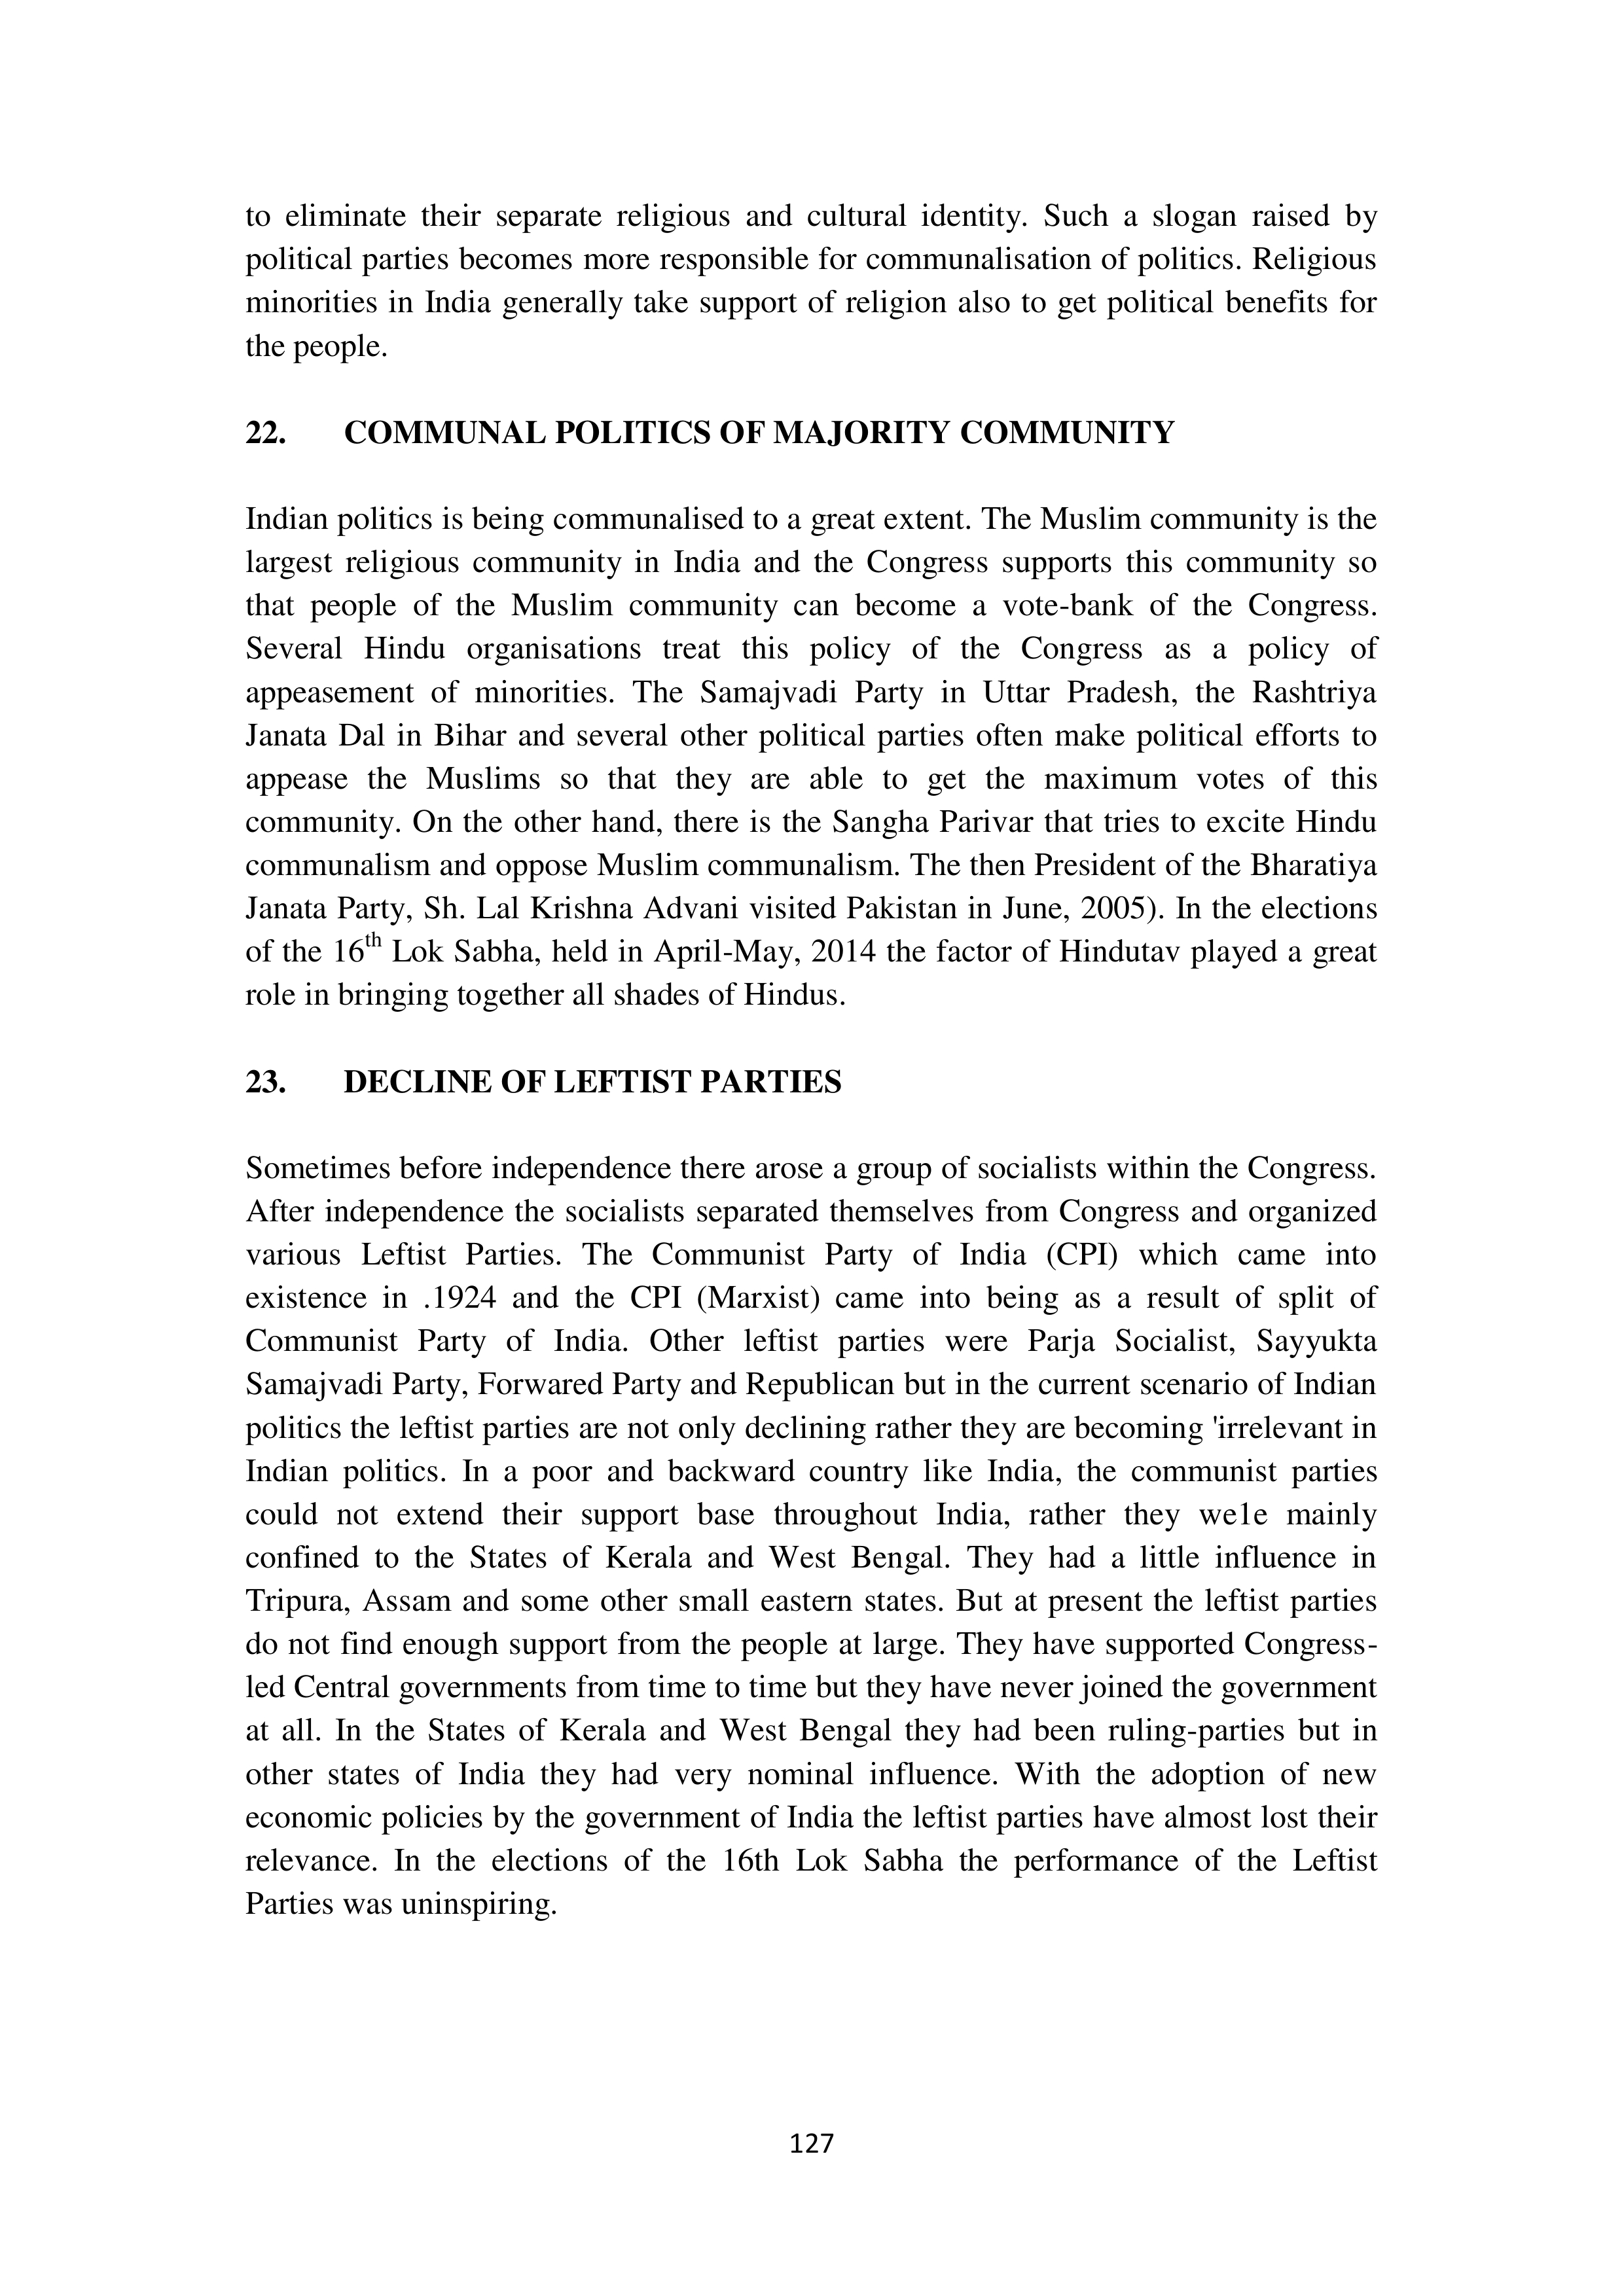 to eliminate their separate religious and cultural identity. Such a slogan raised by
political parties becomes more responsible for communalisation of politics. Religious
minorities in India generally take support of religion also to get political benefits for
the people.
22. COMMUNAL POLITICS OF MAJORITY COMMUNITY
Indian politics is being communalised to a great extent. The Muslim community is the
largest religious community in India and the Congress supports this community so
that people of the Muslim community can become a vote-bank of the Congress.
Several Hindu organisations treat this policy of the Congress as a policy of
appeasement of minorities. The Samajvadi Party in Uttar Pradesh, the Rashtriya
Janata Dal in Bihar and several other political parties often make political efforts to
appease the Muslims so that they are able to get the maximum votes of this
community. On the other hand, there is the Sangha Parivar that tries to excite Hindu
communalism and oppose Muslim communalism. The then President of the Bharatiya
Janata Party, Sh. Lal Krishna Advani visited Pakistan in June, 2005). In the elections
of the 16th Lok Sabha, held in April-May, 2014 the factor of Hindutav played a great
role in bringing together all shades of Hindus.
23. DECLINE OF LEFTIST PARTIES
Sometimes before independence there arose a group of socialists within the Congress.
After independence the socialists separated themselves from Congress and organized
various Leftist Parties. The Communist Party of India (CPI) which came into
existence in .1924 and the CPI (Marxist) came into being as a result of split of
Communist Party of India. Other leftist parties were Parja Socialist, Sayyukta
Samajvadi Party, Forwared Party and Republican but in the current scenario of Indian
politics the leftist parties are not only declining rather they are becoming 'irrelevant in
Indian politics. In a poor and backward country like India, the communist parties
could not extend their support base throughout India, rather they we1e mainly
confined to the States of Kerala and West Bengal. They had a little influence in
Tripura, Assam and some other small eastern states. But at present the leftist parties
do not find enough support from the people at large. They have supported Congress-
led Central governments from time to time but they have never joined the government
at all. In the States of Kerala and West Bengal they had been ruling-parties but in
other states of India they had very nominal influence. With the adoption of new
economic policies by the government of India the leftist parties have almost lost their
relevance. In the elections of the 16th Lok Sabha the performance of the Leftist
Parties was uninspiring.
127